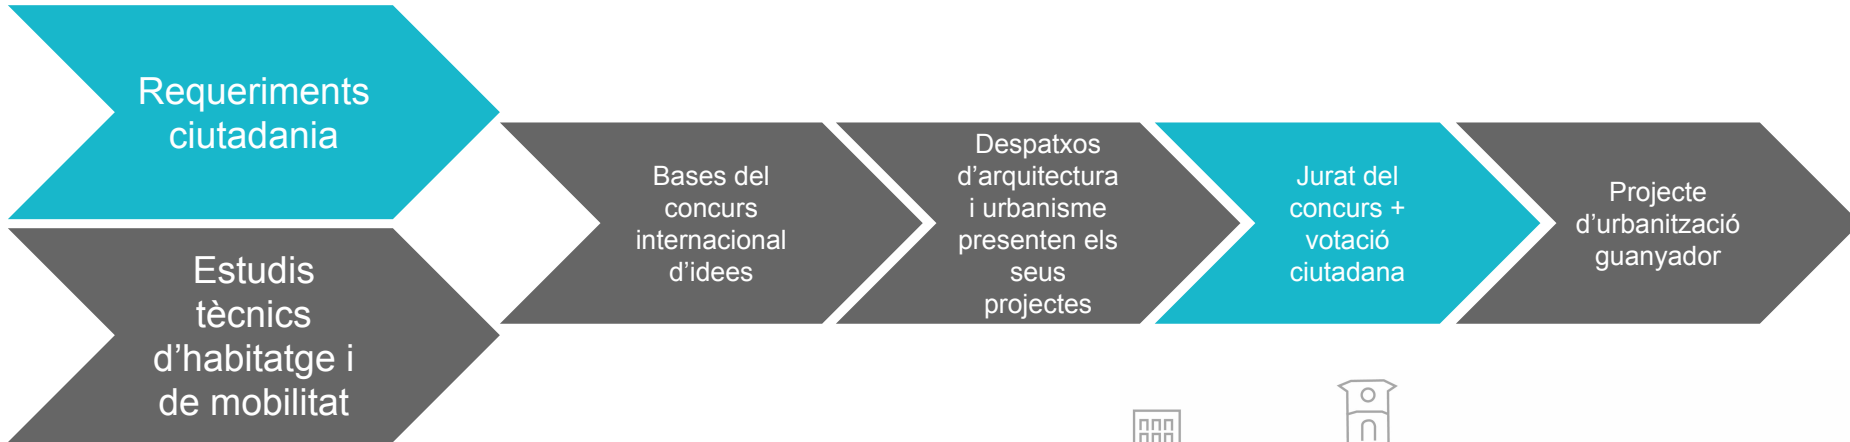 Requeriments
ciutadania
Estudis
tècnics
d’habitatge i
de mobilitat
Bases del
concurs
internacional
d’idees
Despatxos
d’arquitectura
i urbanisme
presenten els
seus
projectes
Jurat del
concurs +
votació
ciutadana
Projecte
d’urbanització
guanyador